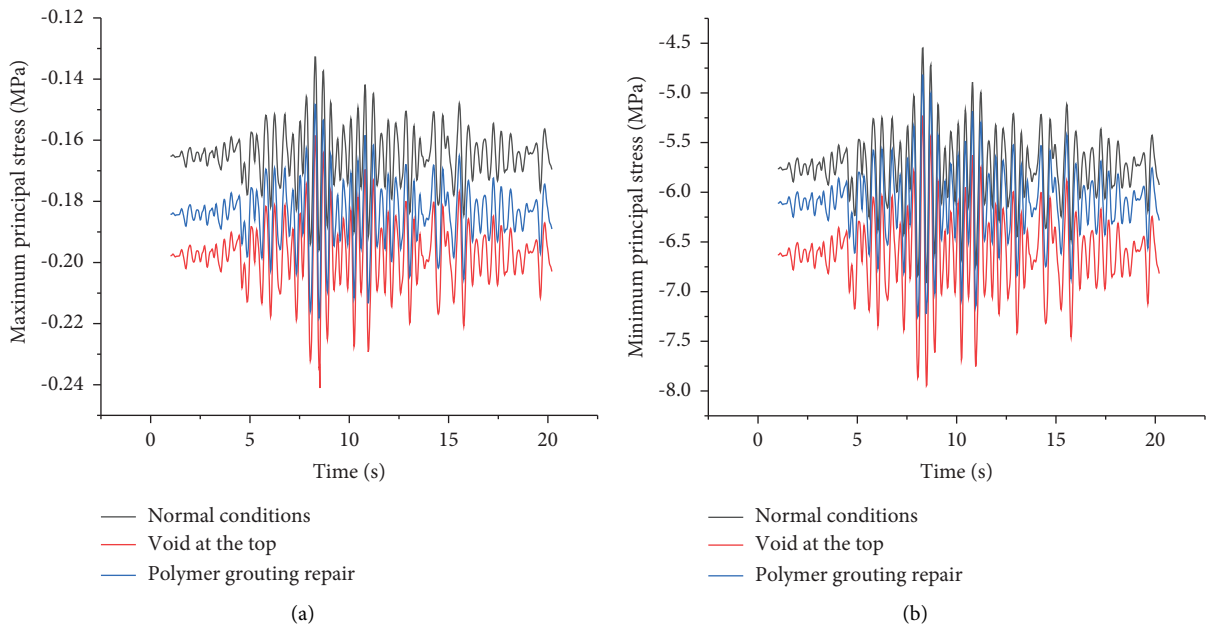 -0.12
-0.14
-0.16
-0.18
-0.20
-0.22
-0.24
Maximum principal stress (MPa)
0
5
10
15
20
Time (s)
Normal conditions
Void at the top
Polymer grouting repair
(a)
-4.5
-5.0
-5.5
-6.0
-6.5
-7.0
-7.5
-8.0
Minimum principal stress (MPa)
0
5
10
15
20
Time (s)
Normal conditions
Void at the top
Polymer grouting repair
(b)